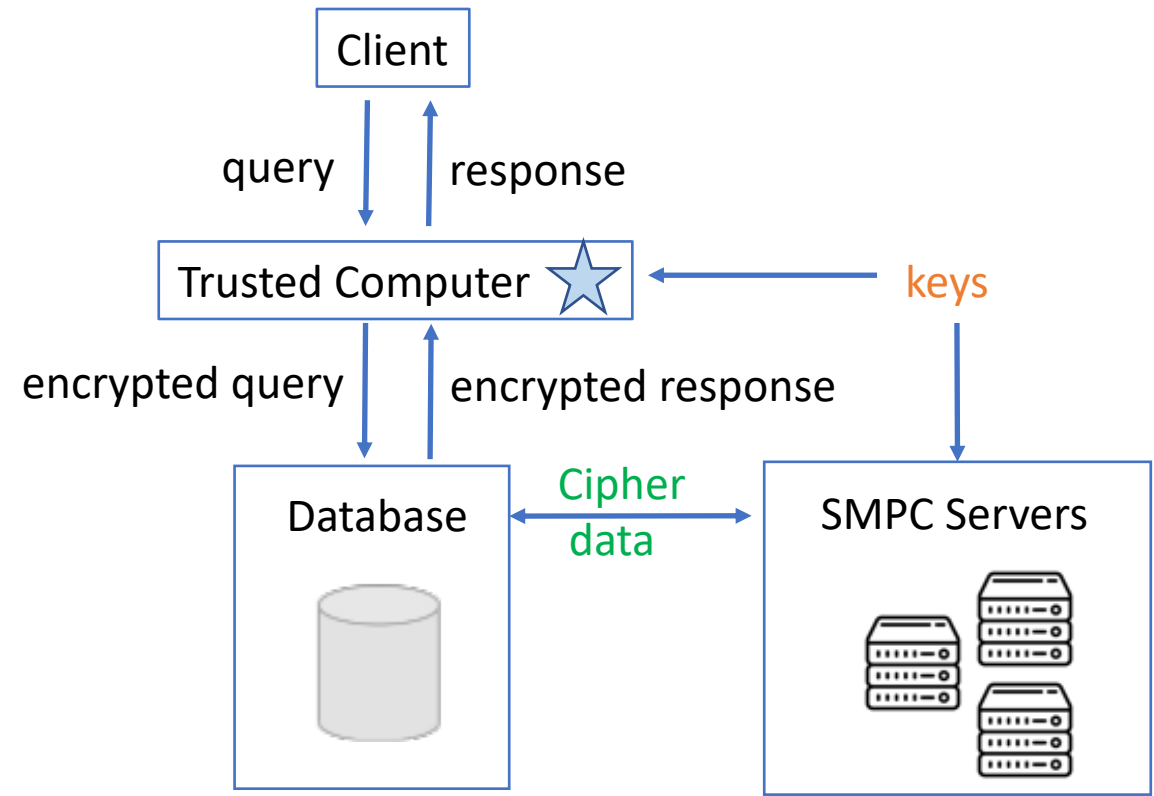 Client
query
response
Trusted Computer
keys
encrypted query
encrypted response
Database
Cipher
data
SMPC Servers